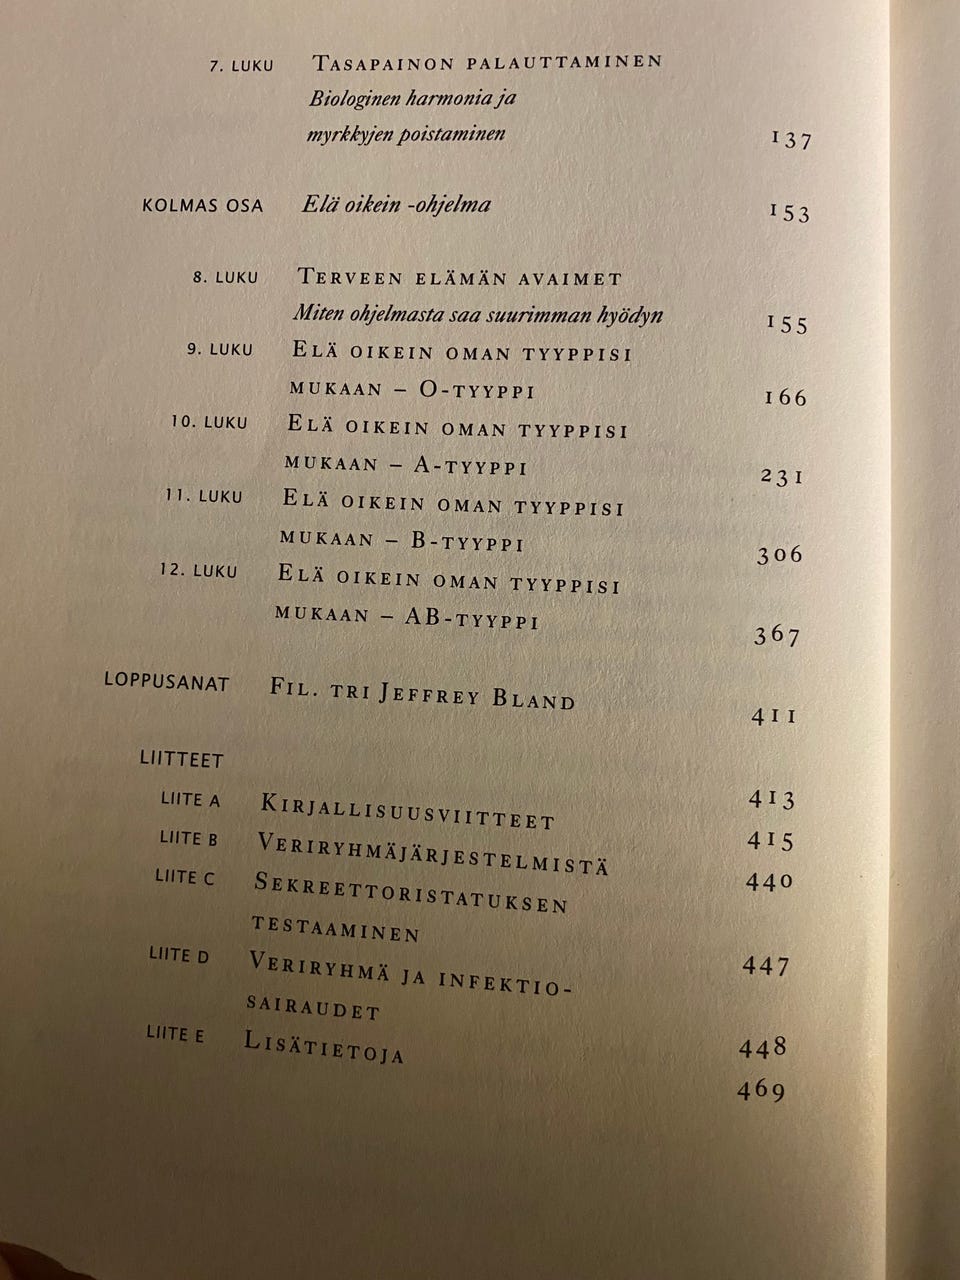 7. LUKU TASAPAINON PALAUTTAMINEN
Biologinen harmonia ja
myrkkyjen poistaminen 137
KOLMAS OSA Elä oikein -ohjelma 153
8. LUKU TERVEEN ELÄMÄN AVAIMET
Miten ohjelmasta saa suurimman hyödyn 155
9. LUKU ELÄ OIKEIN OMAN TYYPPISI
MUKAAN – O-TYYPPI 166
10. LUKU ELÄ OIKEIN OMAN TYYPPISI
MUKAAN – A-TYYPPI 231
11. LUKU ELÄ OIKEIN OMAN TYYPPISI
MUKAAN – B-TYYPPI 306
12. LUKU ELÄ OIKEIN OMAN TYYPPISI
MUKAAN – AB-TYYPPI 367
LOPPUSANAT FIL. TRI JEFFREY BLAND 411
LIITTEET 413
LIITE A KIRJALLISUUSVIITTEET 415
LIITE B VERIRYHMÄJÄRJESTELMISTÄ 440
LIITE C SEKREETTORISTATUKSEN
TESTAAMINEN 447
LIITE D VERIRYHMÄ JA INFEKTIO-
SAIRAUDET 448
LIITE E LISÄTIETOJA 469